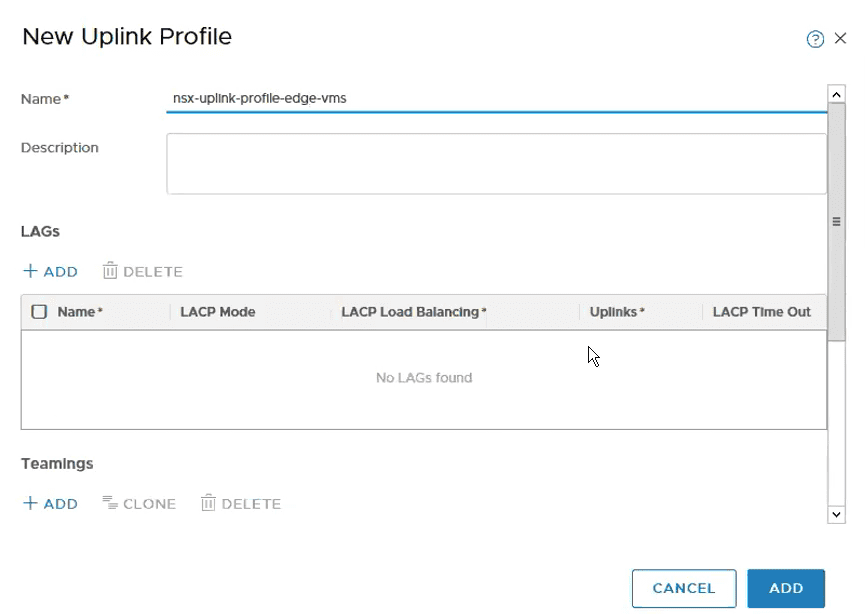 New Uplink Profile
Name*
nsx-uplink-profile-edge-vms
Description
LAGs
+ ADD DELETE
Name* LACP Mode LACP Load Balancing* Uplinks* LACP Time Out
No LAGs found
Teamings
+ ADD CLONE DELETE
CANCEL ADD